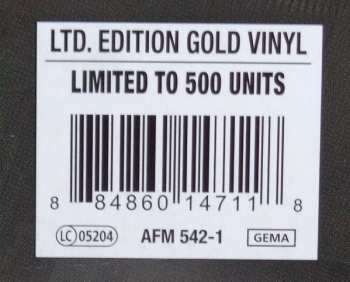 LTD. EDITION GOLD VINYL
LIMITED TO 500 UNITS
8 84860 14711 8
LC 05204 AFM 542-1 GEMA